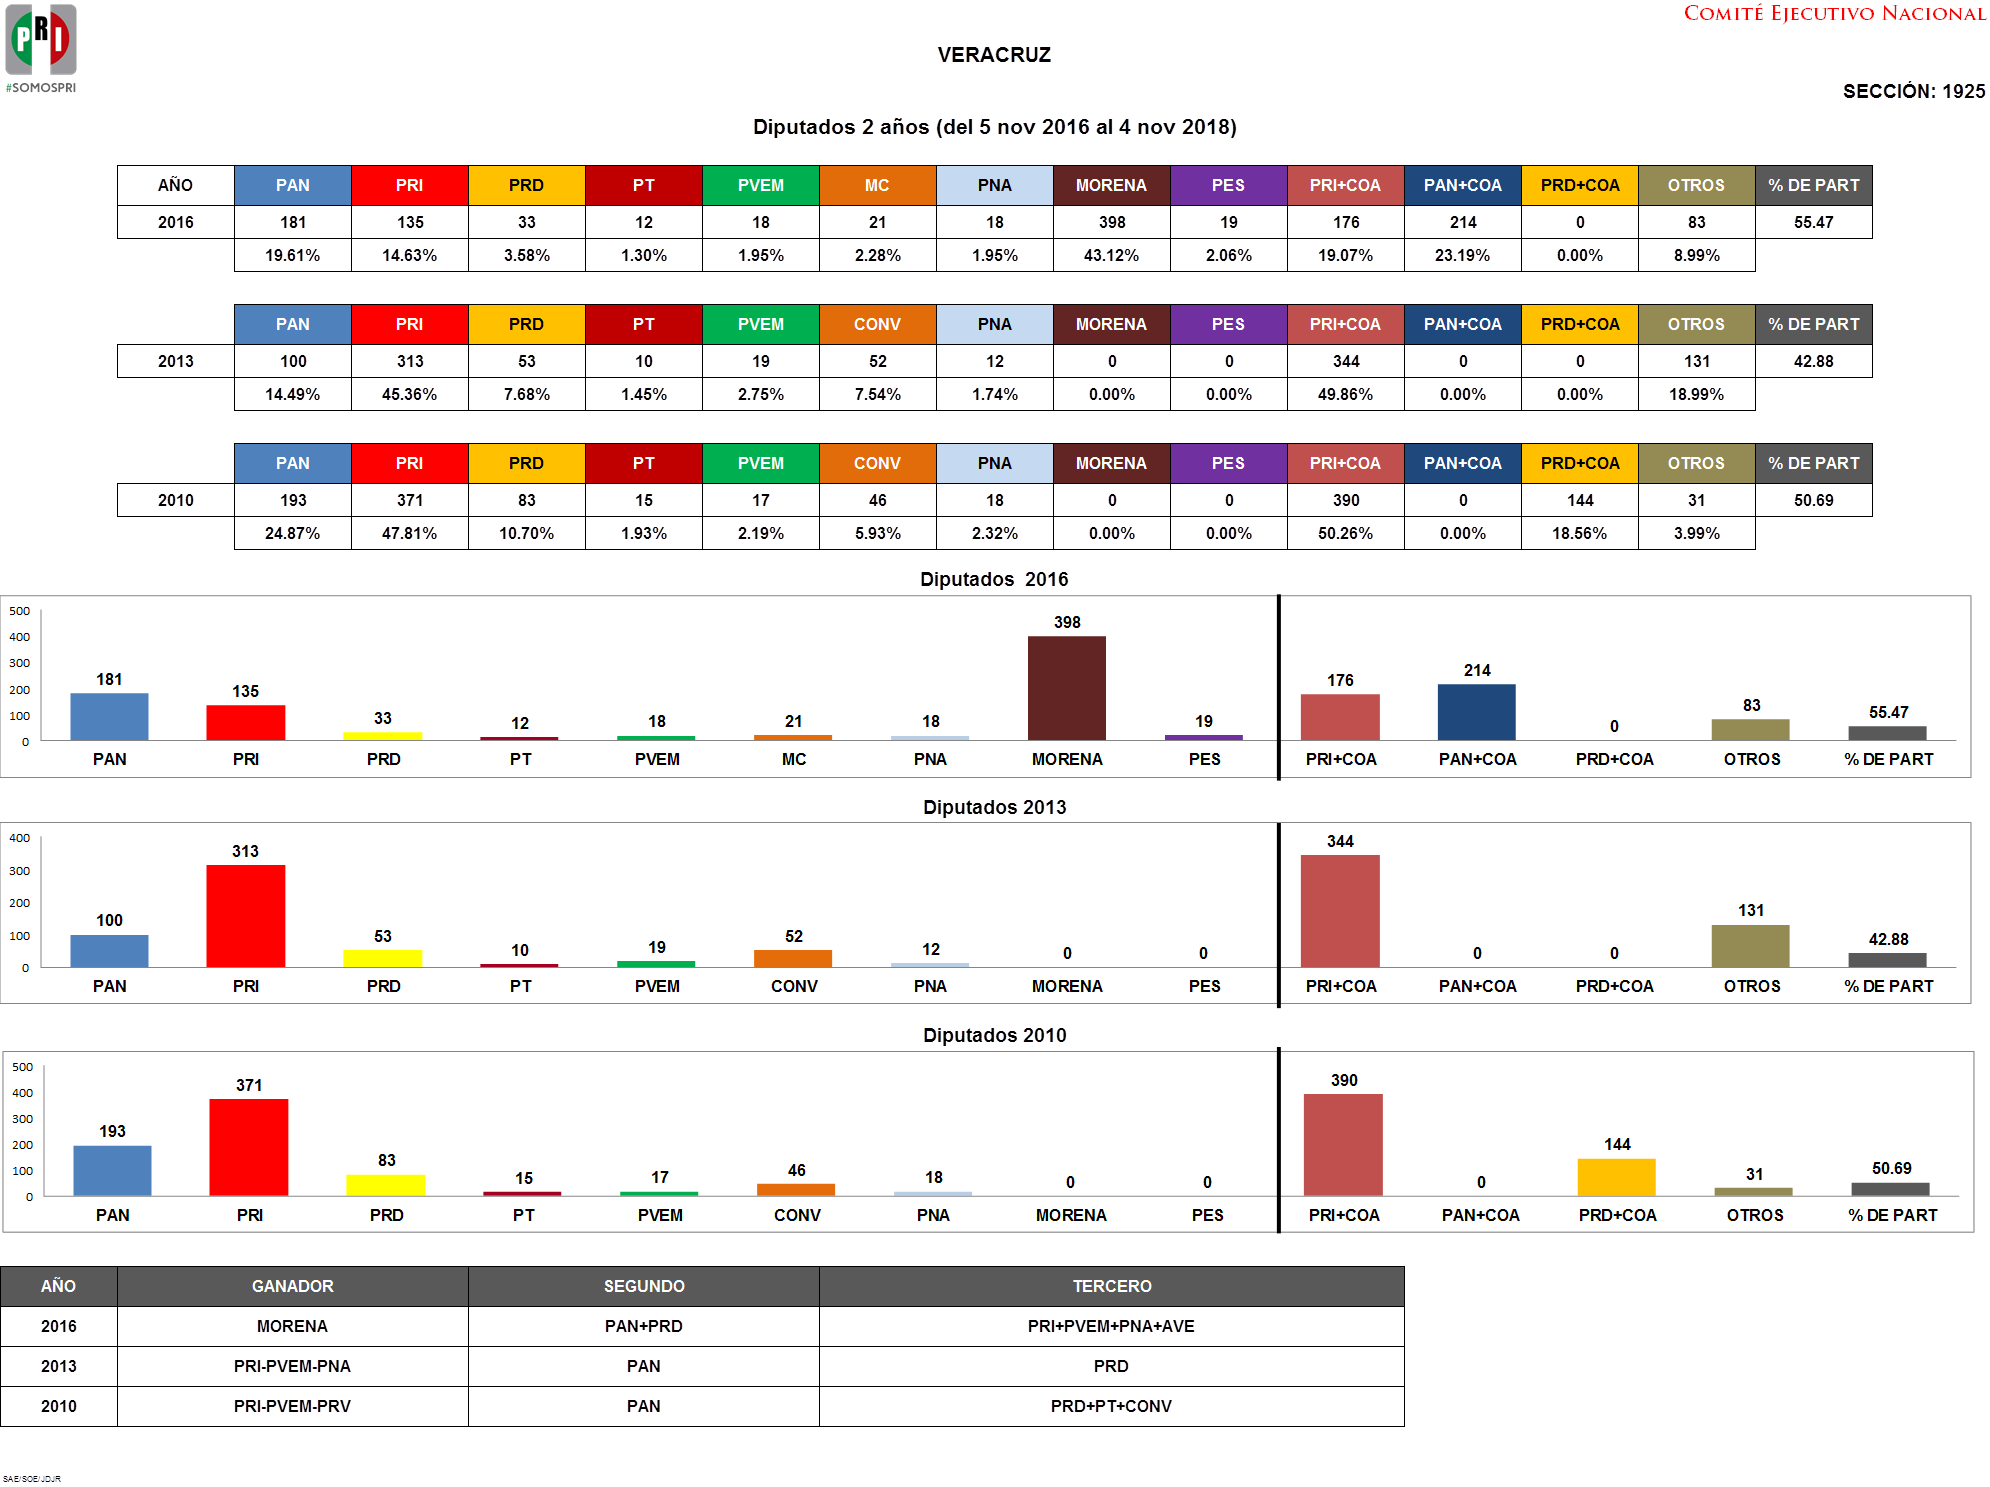 COMITÉ EJECUTIVO NACIONAL
PRI
#SOMOSPRI
VERACRUZ
SECCIÓN: 1925
Diputados 2 años (del 5 nov 2016 al 4 nov 2018)
AÑO PAN PRI PRD PT PVEM MC PNA MORENA PES PRI+COA PAN+COA PRD+COA OTROS % DE PART
2016 181 135 33 12 18 21 18 398 19 176 214 0 83 55.47
19.61% 14.63% 3.58% 1.30% 1.95% 2.28% 1.95% 43.12% 2.06% 19.07% 23.19% 0.00% 8.99%
PAN PRI PRD PT PVEM CONV PNA MORENA PES PRI+COA PAN+COA PRD+COA OTROS % DE PART
2013 100 313 53 10 19 52 12 0 0 344 0 0 131 42.88
14.49% 45.36% 7.68% 1.45% 2.75% 7.54% 1.74% 0.00% 0.00% 49.86% 0.00% 0.00% 18.99%
PAN PRI PRD PT PVEM CONV PNA MORENA PES PRI+COA PAN+COA PRD+COA OTROS % DE PART
2010 193 371 83 15 17 46 18 0 0 390 0 144 31 50.69
24.87% 47.81% 10.70% 1.93% 2.19% 5.93% 2.32% 0.00% 0.00% 50.26% 0.00% 18.56% 3.99%
Diputados 2016
500
400
300
200
100
0
181 135 33 12 18 21 18 398 19 176 214 0 83 55.47
PAN PRI PRD PT PVEM MC PNA MORENA PES PRI+COA PAN+COA PRD+COA OTROS % DE PART
Diputados 2013
400
300
200
100
0
100 313 53 10 19 52 12 0 0 344 0 0 131 42.88
PAN PRI PRD PT PVEM CONV PNA MORENA PES PRI+COA PAN+COA PRD+COA OTROS % DE PART
Diputados 2010
500
400
300
200
100
0
193 371 83 15 17 46 18 0 0 390 0 144 31 50.69
PAN PRI PRD PT PVEM CONV PNA MORENA PES PRI+COA PAN+COA PRD+COA OTROS % DE PART
AÑO GANADOR SEGUNDO TERCERO
2016 MORENA PAN+PRD PRI+PVEM+PNA+AVE
2013 PRI-PVEM-PNA PAN PRD
2010 PRI-PVEM-PRV PAN PRD+PT+CONV
SAE/SOE/JDJR